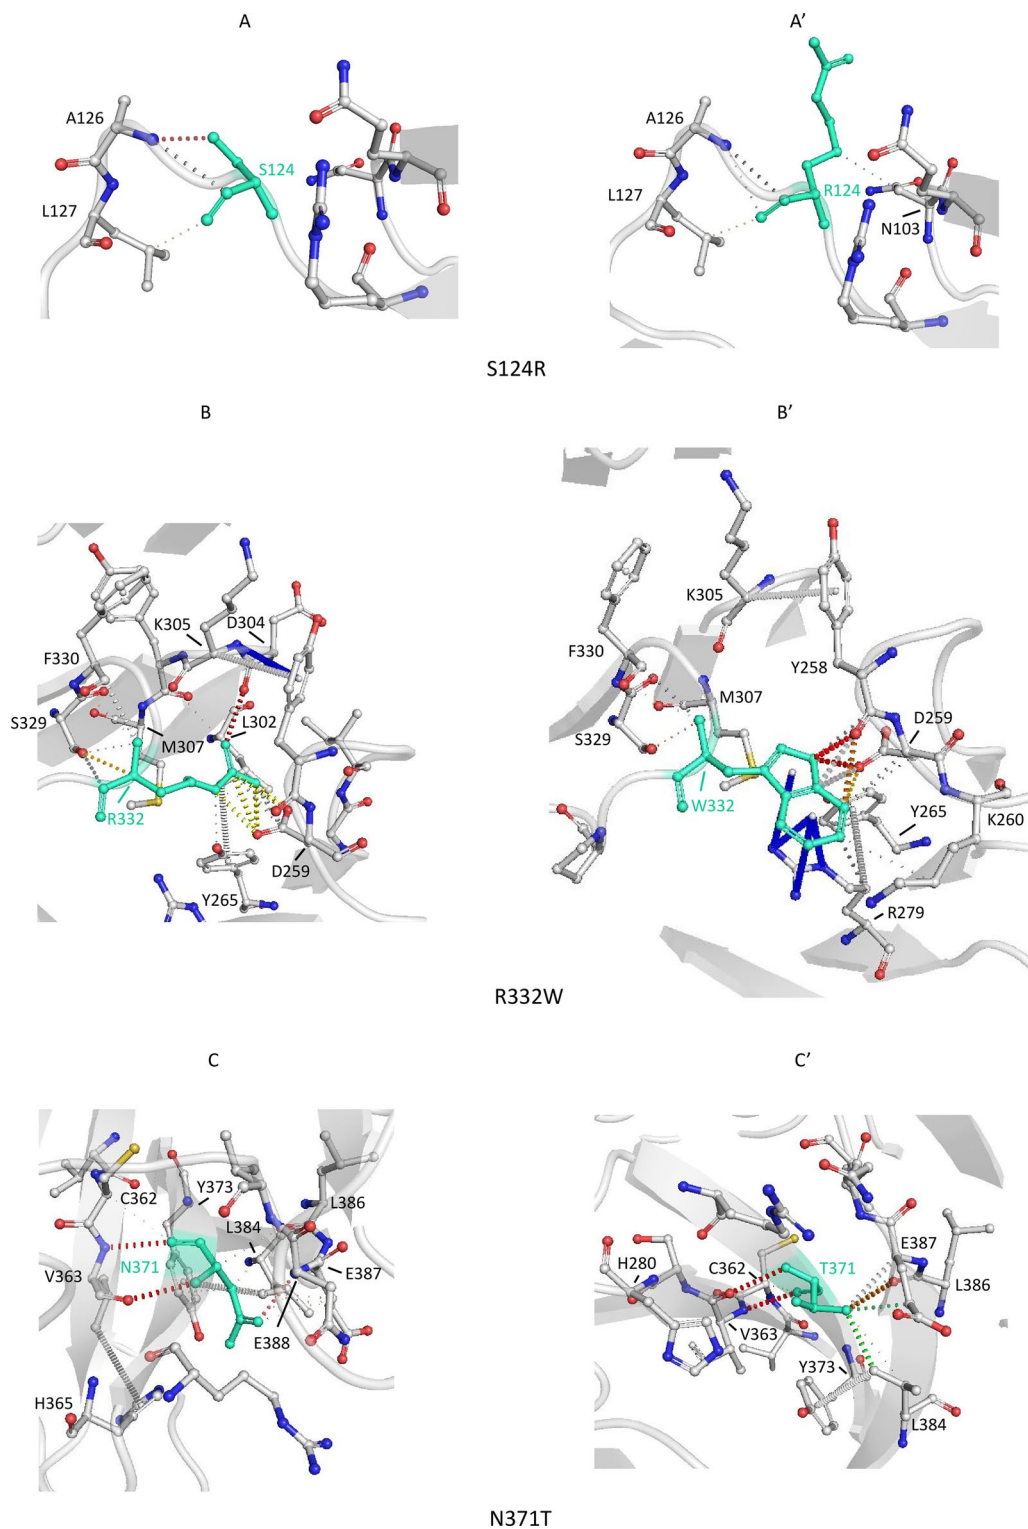 A A’
A126 S124 L127
A126 R124 L127 N103
S124R
B B’
K305 D304 F330 S329 L302 M307 R332 D259 Y265
K305 F330 Y258 M307 D259 S329 W332 Y265 K260 R279
R332W
C C’
C362 Y373 L386 L384 N371 V363 E387 E388 H365
E387 H280 C362 T371 L386 V363 Y373 L384
N371T